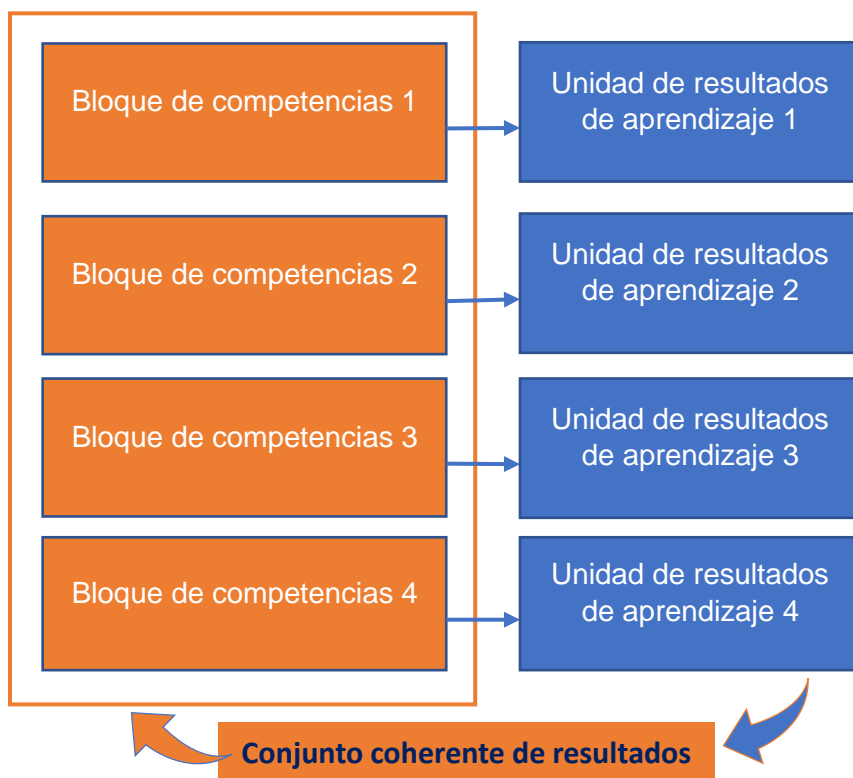 Bloque de competencias 1
Unidad de resultados
de aprendizaje 1
Bloque de competencias 2
Unidad de resultados
de aprendizaje 2
Bloque de competencias 3
Unidad de resultados
de aprendizaje 3
Bloque de competencias 4
Unidad de resultados
de aprendizaje 4
Conjunto coherente de resultados